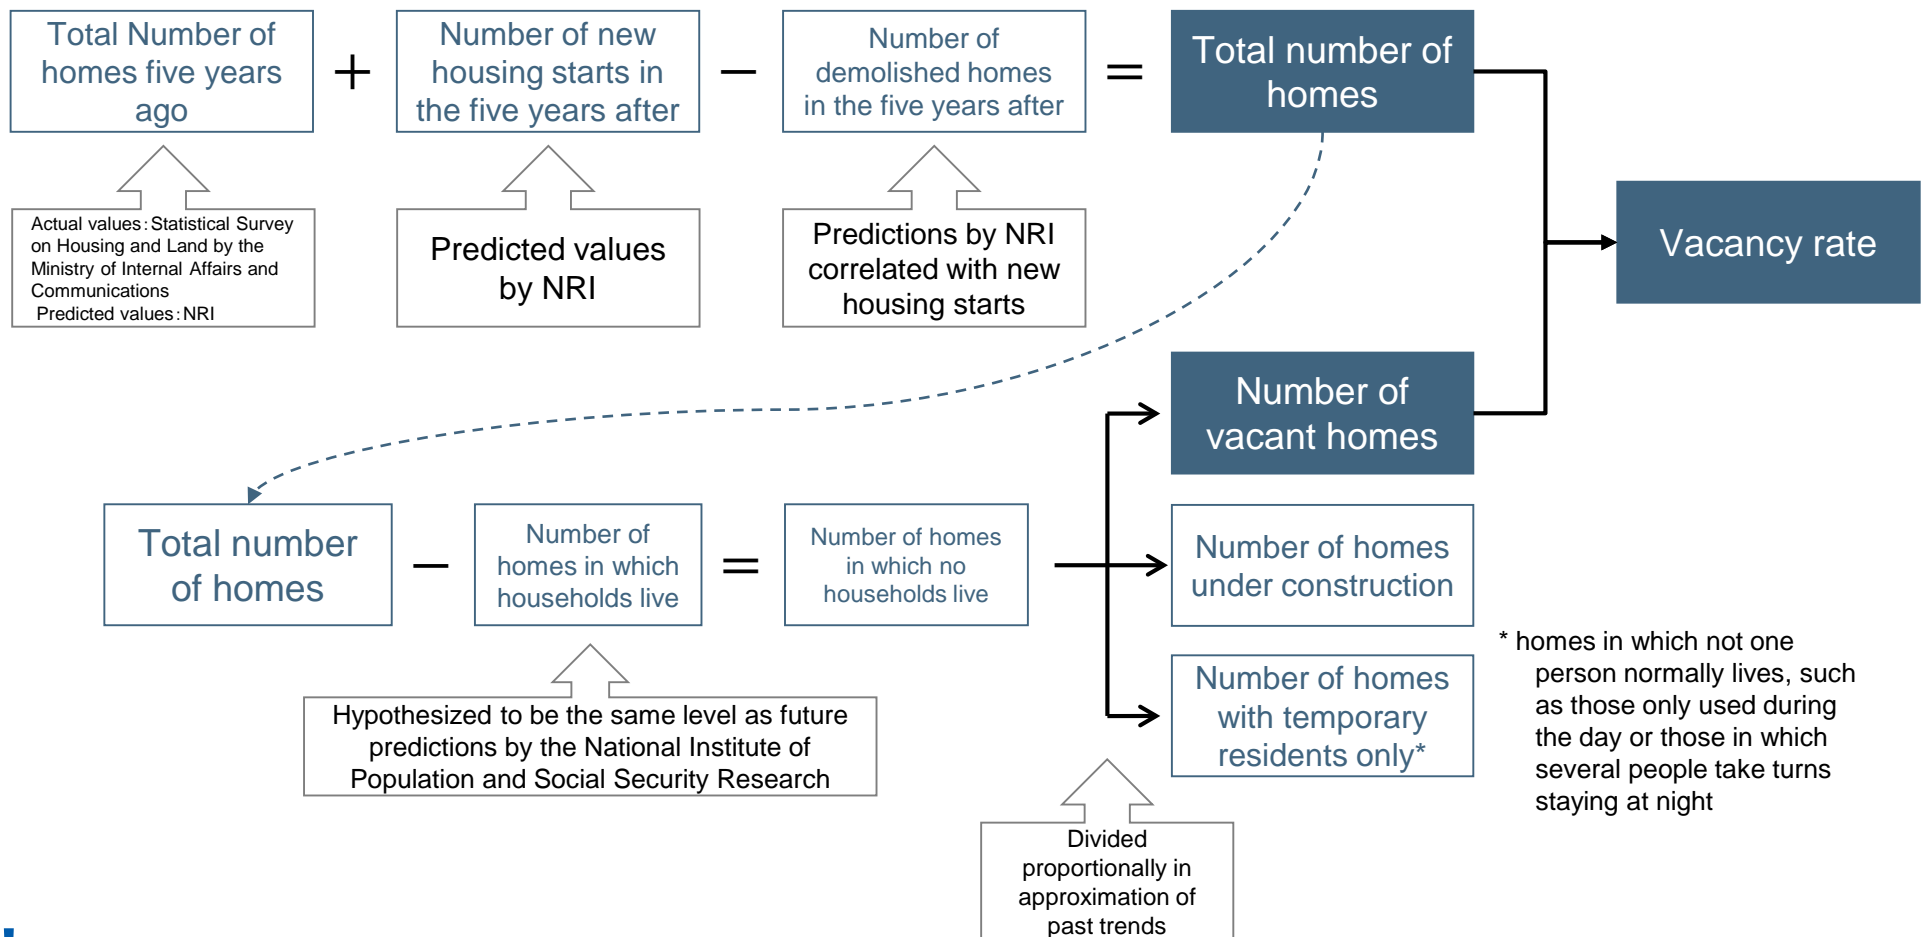 Total Number of
homes five years
ago
+
Number of new
housing starts in
the five years after
−
Number of
demolished homes
in the five years after
=
Total number of
homes
Actual values：Statistical Survey
on Housing and Land by the
Ministry of Internal Affairs and
Communications
Predicted values：NRI
Predicted values
by NRI
Predictions by NRI
correlated with new
housing starts
Vacancy rate
Number of
vacant homes
Total number
of homes
−
Number of
homes in which
households live
=
Number of homes
in which no
households live
Number of homes
under construction
Number of homes
with temporary
residents only*
* homes in which not one
person normally lives, such
as those only used during
the day or those in which
several people take turns
staying at night
Hypothesized to be the same level as future
predictions by the National Institute of
Population and Social Security Research
Divided
proportionally in
approximation of
past trends